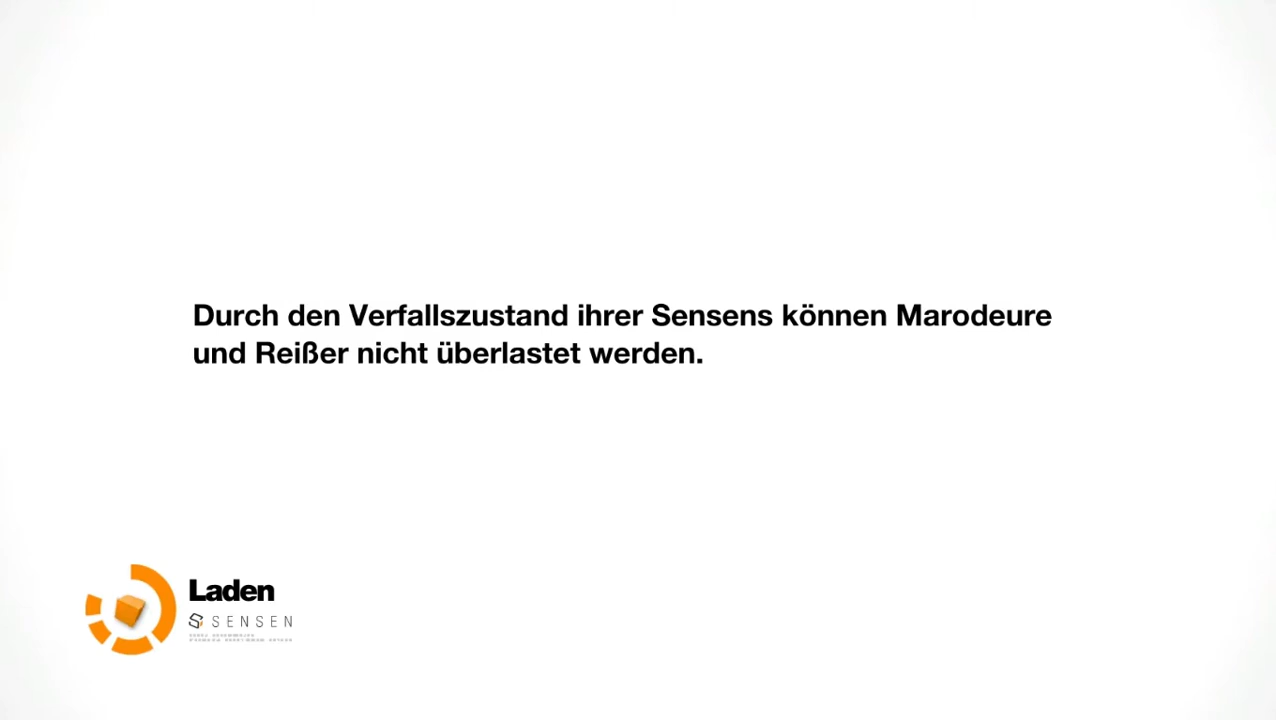 Durch den Verfallszustand ihrer Sensens können Marodeure
und Reißer nicht überlastet werden.
Laden
SENSEN